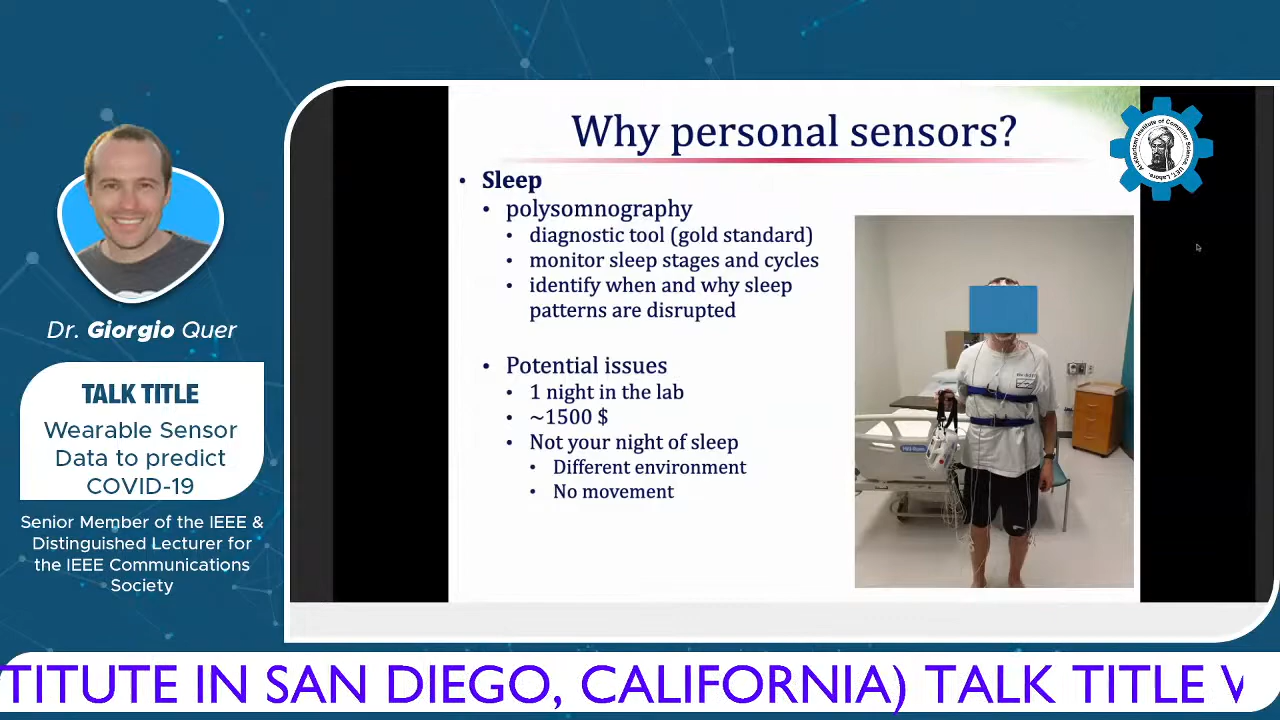 Dr. Giorgio Quer
TALK TITLE
Wearable Sensor
Data to predict
COVID-19
Senior Member of the IEEE &
Distinguished Lecturer for
the IEEE Communications
Society
Why personal sensors?
• Sleep
• polysomnography
• diagnostic tool (gold standard)
• monitor sleep stages and cycles
• identify when and why sleep
patterns are disrupted
• Potential issues
• 1 night in the lab
• ~1500 $
• Not your night of sleep
• Different environment
• No movement
TITUTE IN SAN DIEGO, CALIFORNIA) TALK TITLE